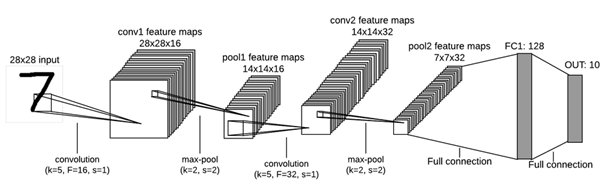 28x28 input
7
conv1 feature maps
28x28x16
pool1 feature maps
14x14x16
conv2 feature maps
14x14x32
pool2 feature maps
7x7x32
FC1: 128
OUT: 10
convolution
(k=5, F=16, s=1)
max-pool
(k=2, s=2)
convolution
(k=5, F=32, s=1)
max-pool
(k=2, s=2)
Full connection
Full connection